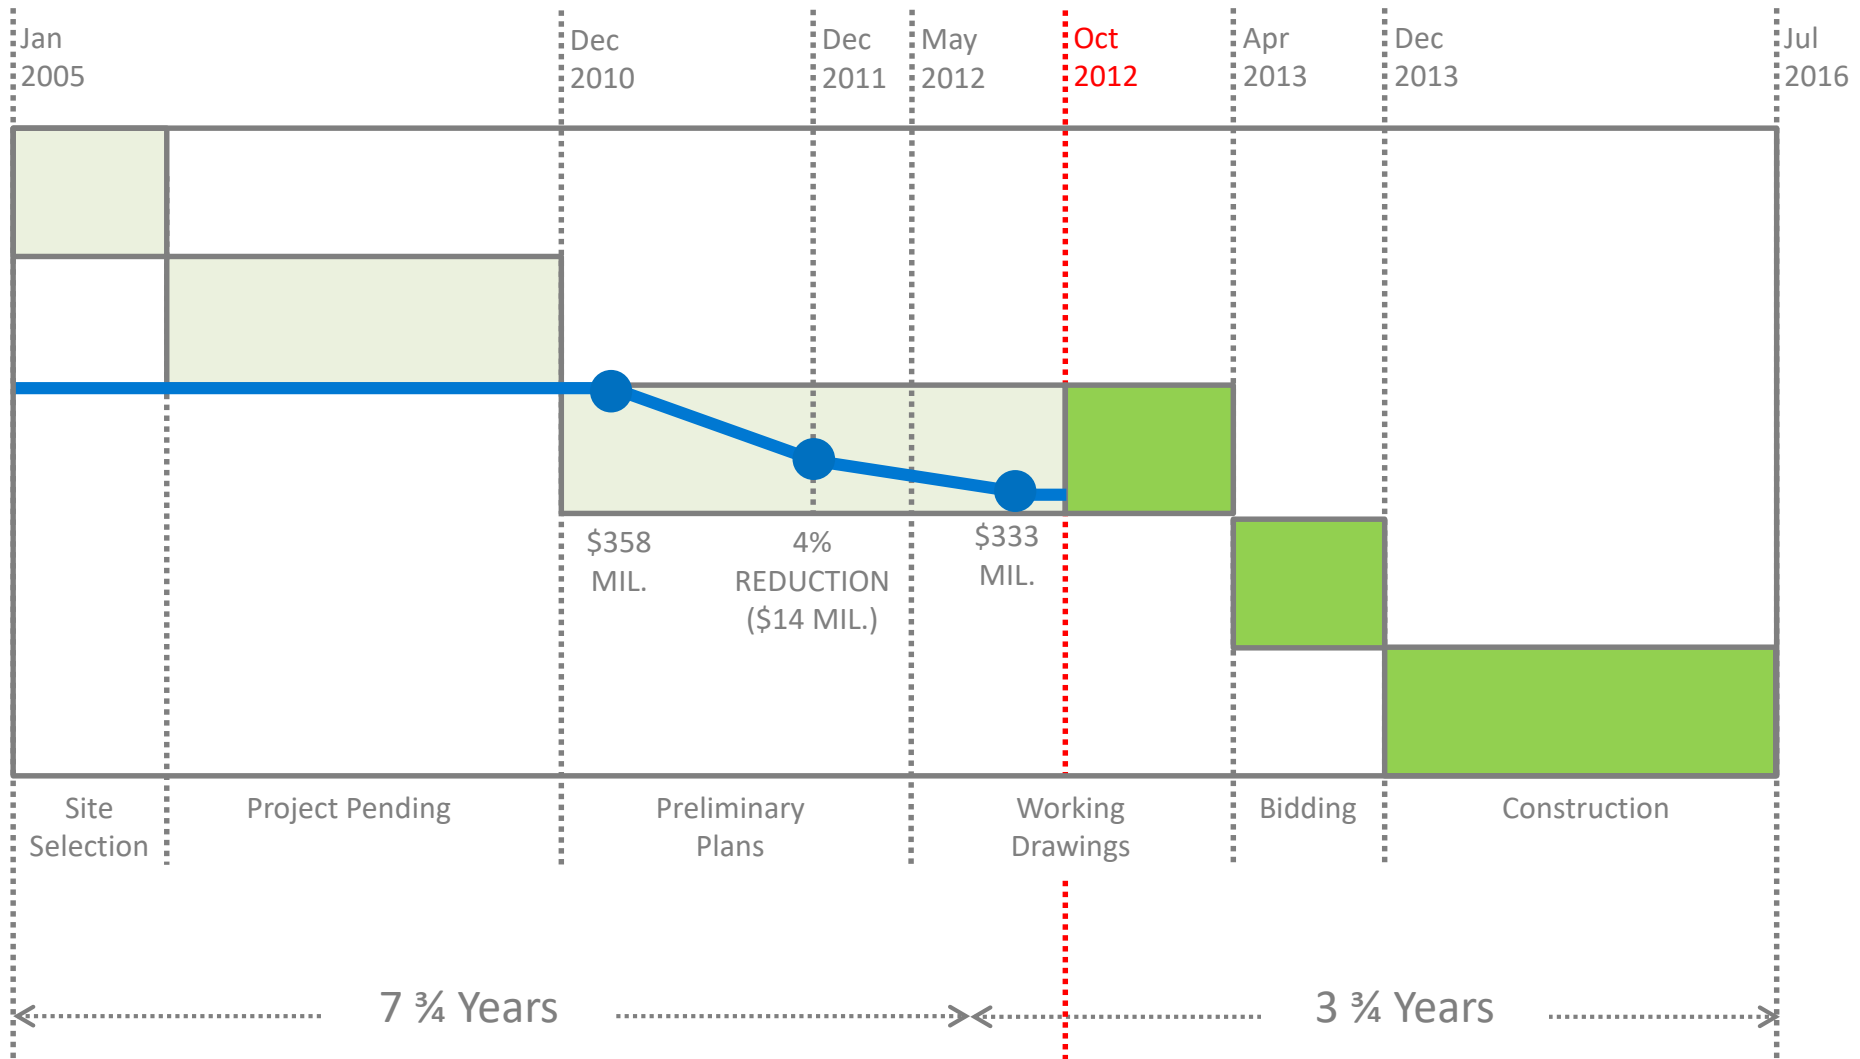 Jan
2005
Dec
2010
Dec
2011
May
2012
Oct
2012
Apr
2013
Dec
2013
Jul
2016
$358
MIL.
4%
REDUCTION
($14 MIL.)
$333
MIL.
Site
Selection
Project Pending
Preliminary
Plans
Working
Drawings
Bidding
Construction
7 ¾ Years
3 ¾ Years